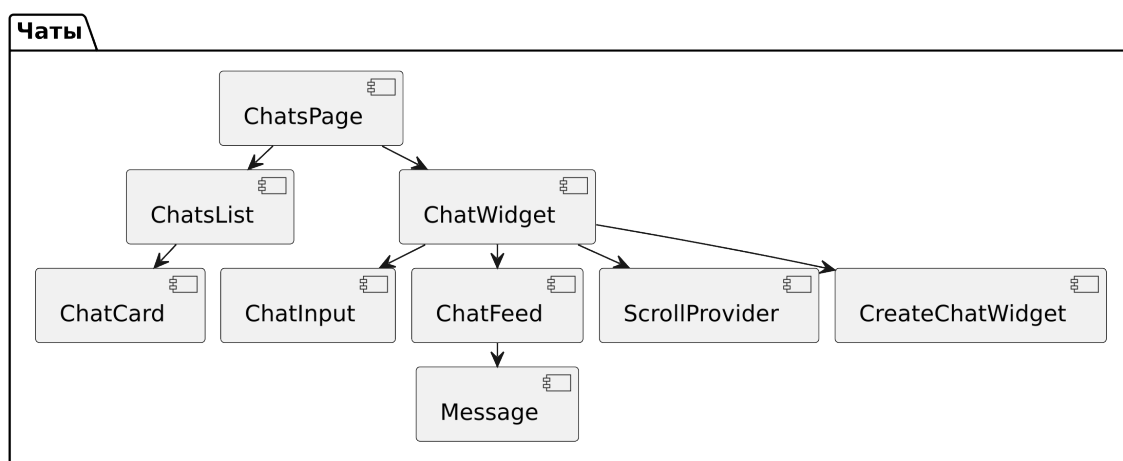 Чаты
ChatsPage
ChatsList
ChatWidget
ChatCard
ChatInput
ChatFeed
ScrollProvider
CreateChatWidget
Message